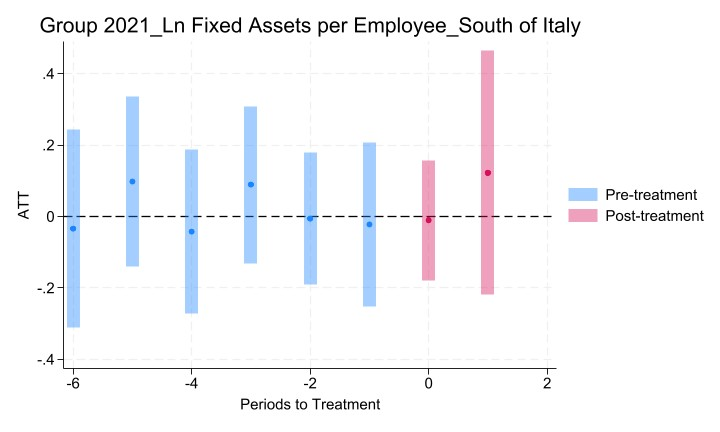 Group 2021_Ln Fixed Assets per Employee_South of Italy
.4
.2
0
-.2
-.4
ATT
-6
-4
-2
0
2
Periods to Treatment
Pre-treatment
Post-treatment